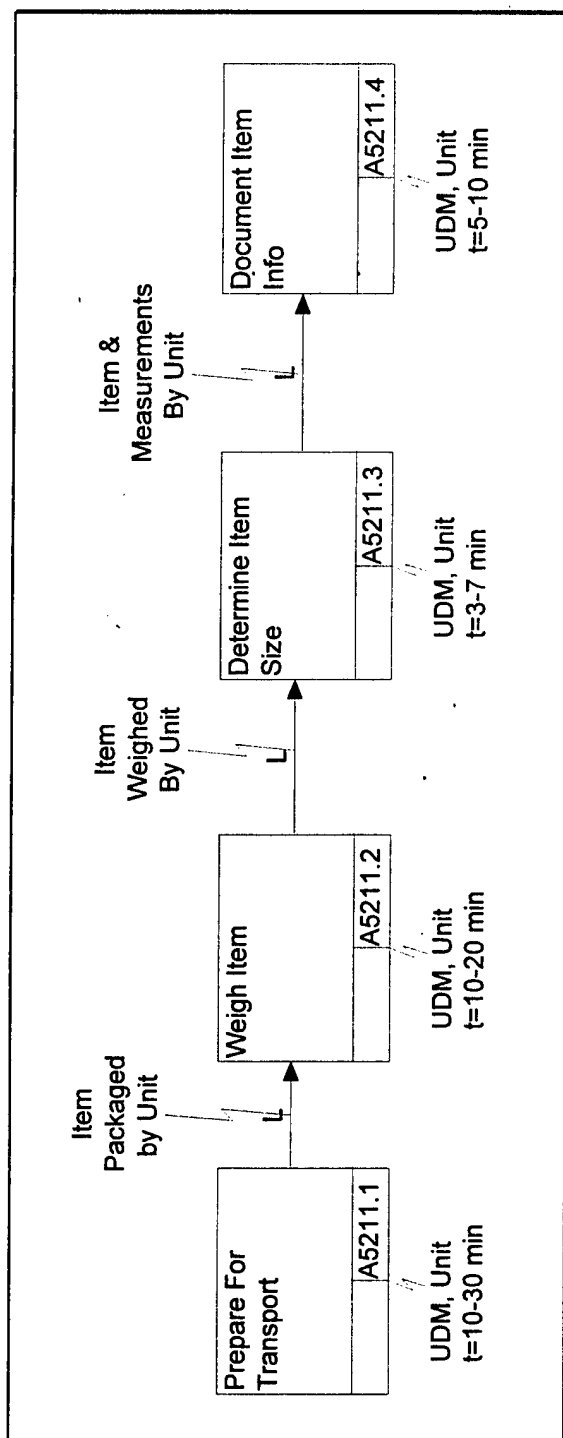 Prepare For
Transport
A5211.1
UDM, Unit
t=10-30 min
Item
Packaged
by Unit
L
Weigh Item
A5211.2
UDM, Unit
t=10-20 min
Item
Weighed
By Unit
L
Determine Item
Size
A5211.3
UDM, Unit
t=3-7 min
Item &
Measurements
By Unit
L
Document Item
Info
A5211.4
UDM, Unit
t=5-10 min